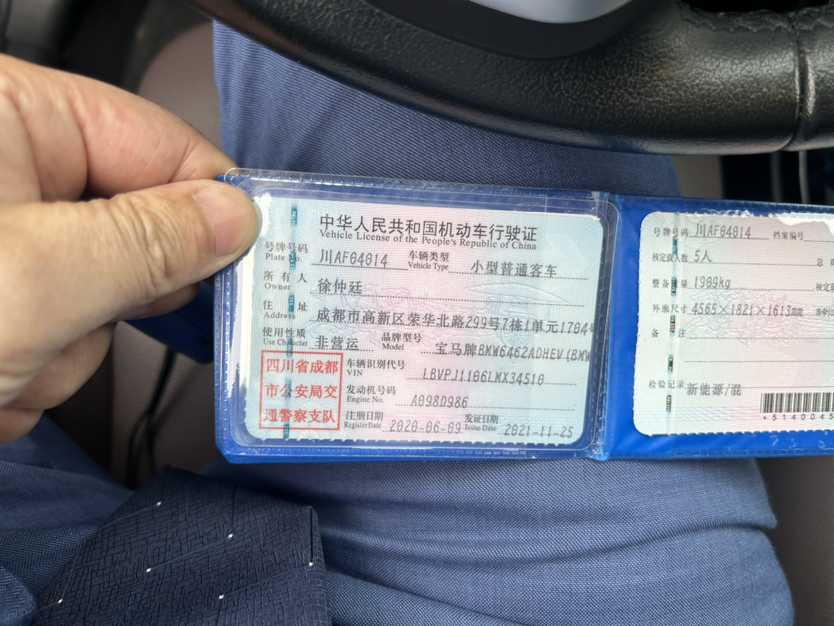 中华人民共和国机动车行驶证
Vehicle License of the People's Republic of China
号牌号码 川AF04014 车辆类型 小型普通客车
Plate No. Vehicle Type
所有人 徐仲廷
Owner
住址 成都市高新区荣华北路299号7栋1单元1704号
Address
使用性质 非营运 品牌型号 宝马牌BMW6462ADHEV(BMW
Use Character Model
四川省成都
市公安局交
通警察支队
车辆识别代号 LBVPJ1106LMX34510
VIN
发动机号码 A098D986
Engine No.
注册日期 2020-06-09 发证日期 2021-11-25
Register Date Issue Date
号牌号码 川AF04014 档案编号
核定载人数 5人 总
整备质量 1909kg 核定
外廓尺寸 4565×1821×1613mm
备注
检验记录 新能源/混
*5140045